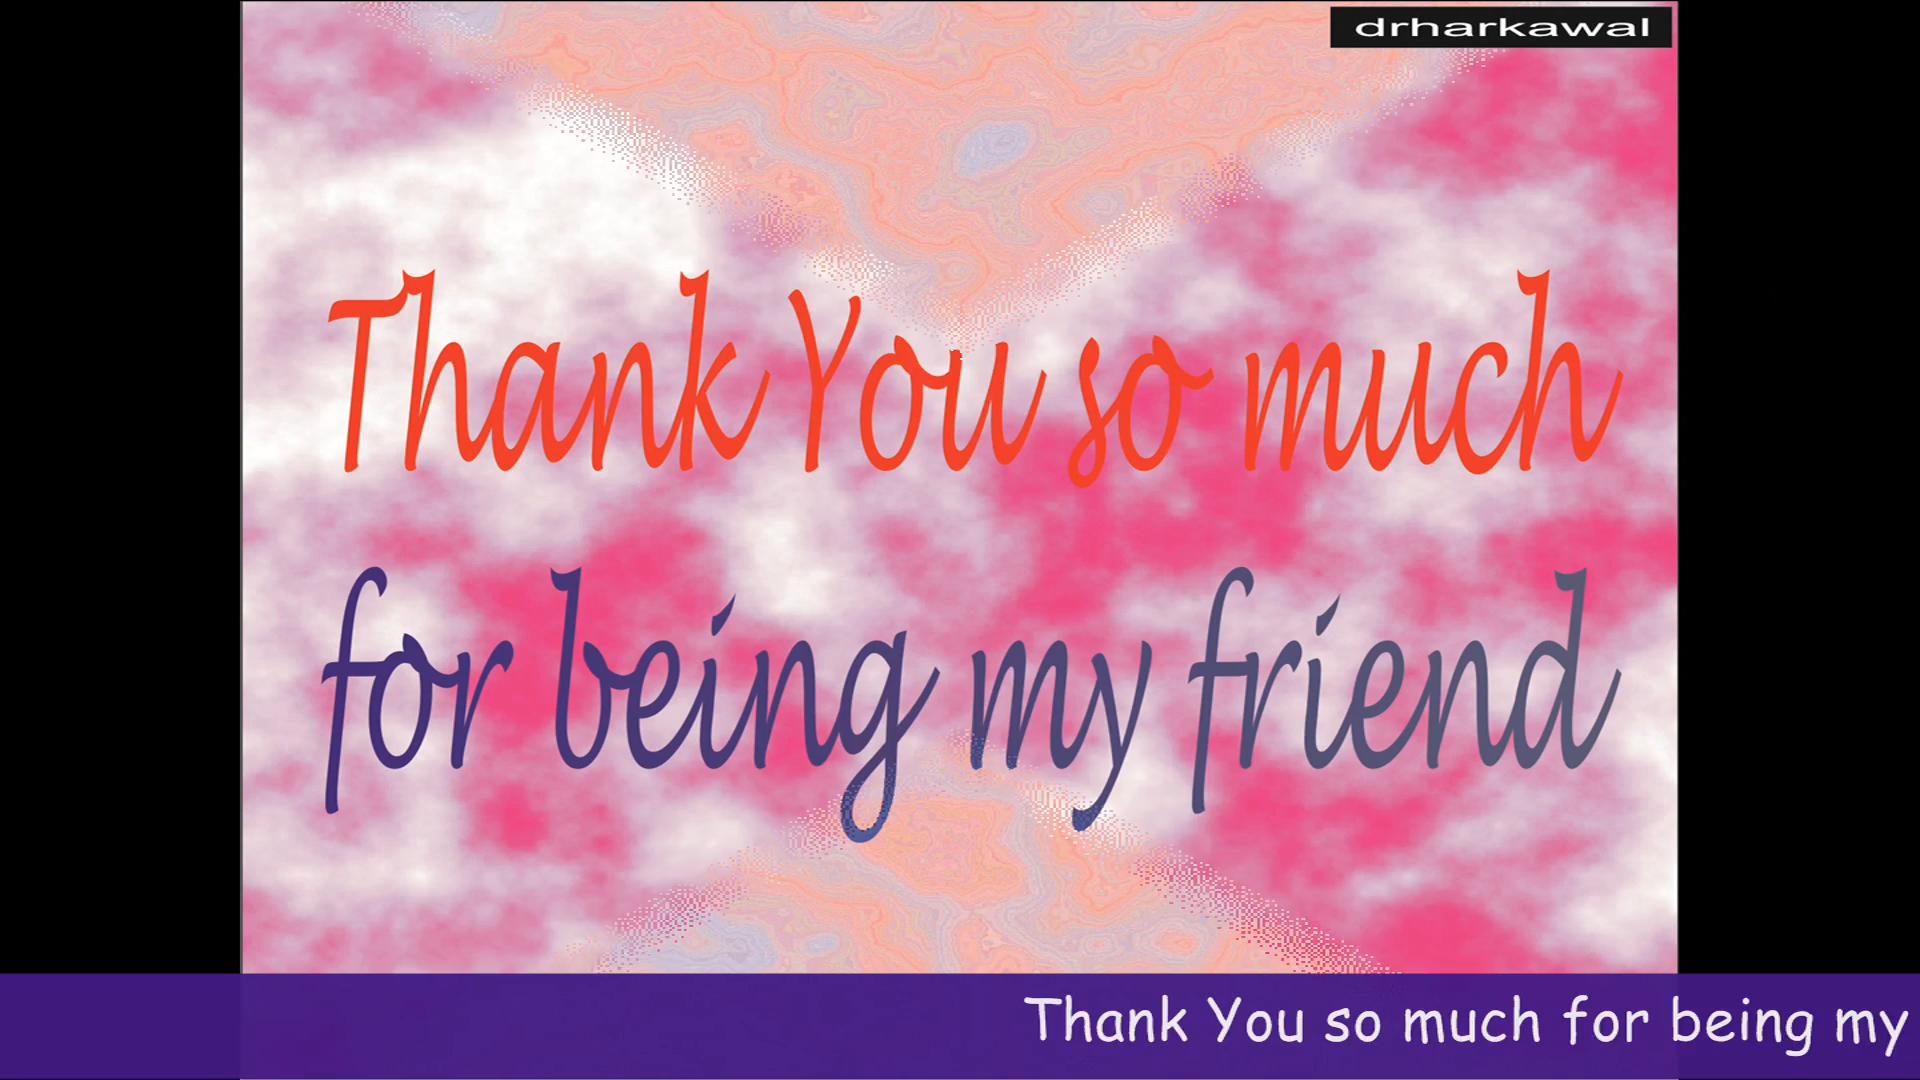 drharkawal
Thank You so much
for being my friend
Thank You so much for being my